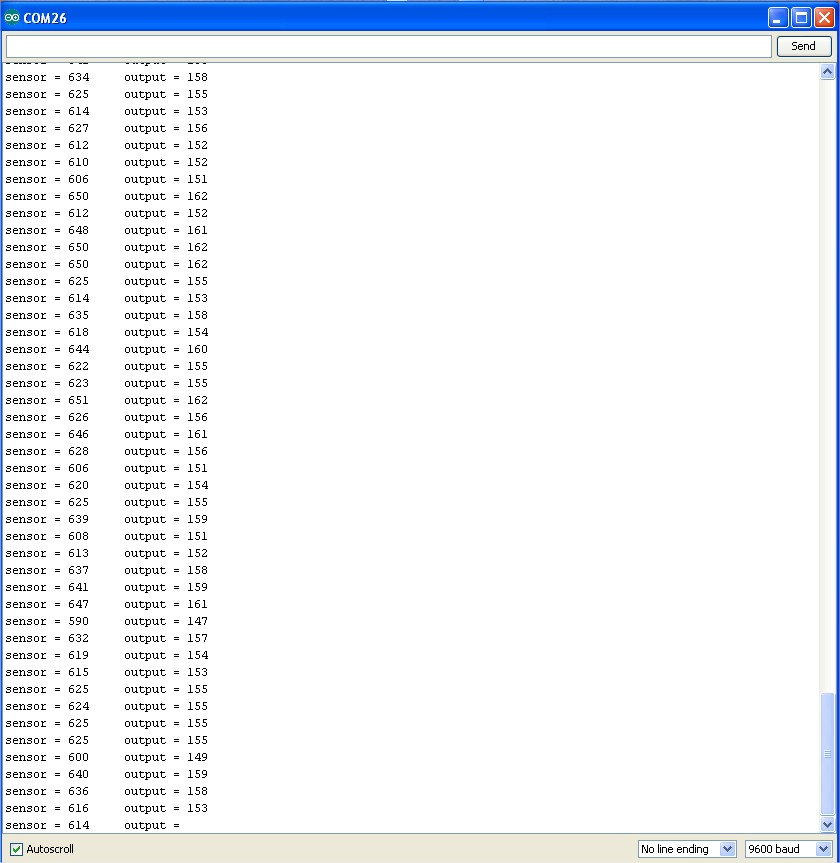 COM26
Send
sensor = 634 output = 158
sensor = 625 output = 155
sensor = 614 output = 153
sensor = 627 output = 156
sensor = 612 output = 152
sensor = 610 output = 152
sensor = 606 output = 151
sensor = 650 output = 162
sensor = 612 output = 152
sensor = 648 output = 161
sensor = 650 output = 162
sensor = 650 output = 162
sensor = 625 output = 155
sensor = 614 output = 153
sensor = 635 output = 158
sensor = 618 output = 154
sensor = 644 output = 160
sensor = 622 output = 155
sensor = 623 output = 155
sensor = 651 output = 162
sensor = 626 output = 156
sensor = 646 output = 161
sensor = 628 output = 156
sensor = 606 output = 151
sensor = 620 output = 154
sensor = 625 output = 155
sensor = 639 output = 159
sensor = 608 output = 151
sensor = 613 output = 152
sensor = 637 output = 158
sensor = 641 output = 159
sensor = 647 output = 161
sensor = 590 output = 147
sensor = 632 output = 157
sensor = 619 output = 154
sensor = 615 output = 153
sensor = 625 output = 155
sensor = 624 output = 155
sensor = 625 output = 155
sensor = 625 output = 155
sensor = 600 output = 149
sensor = 640 output = 159
sensor = 636 output = 158
sensor = 616 output = 153
sensor = 614 output =
Autoscroll No line ending 9600 baud